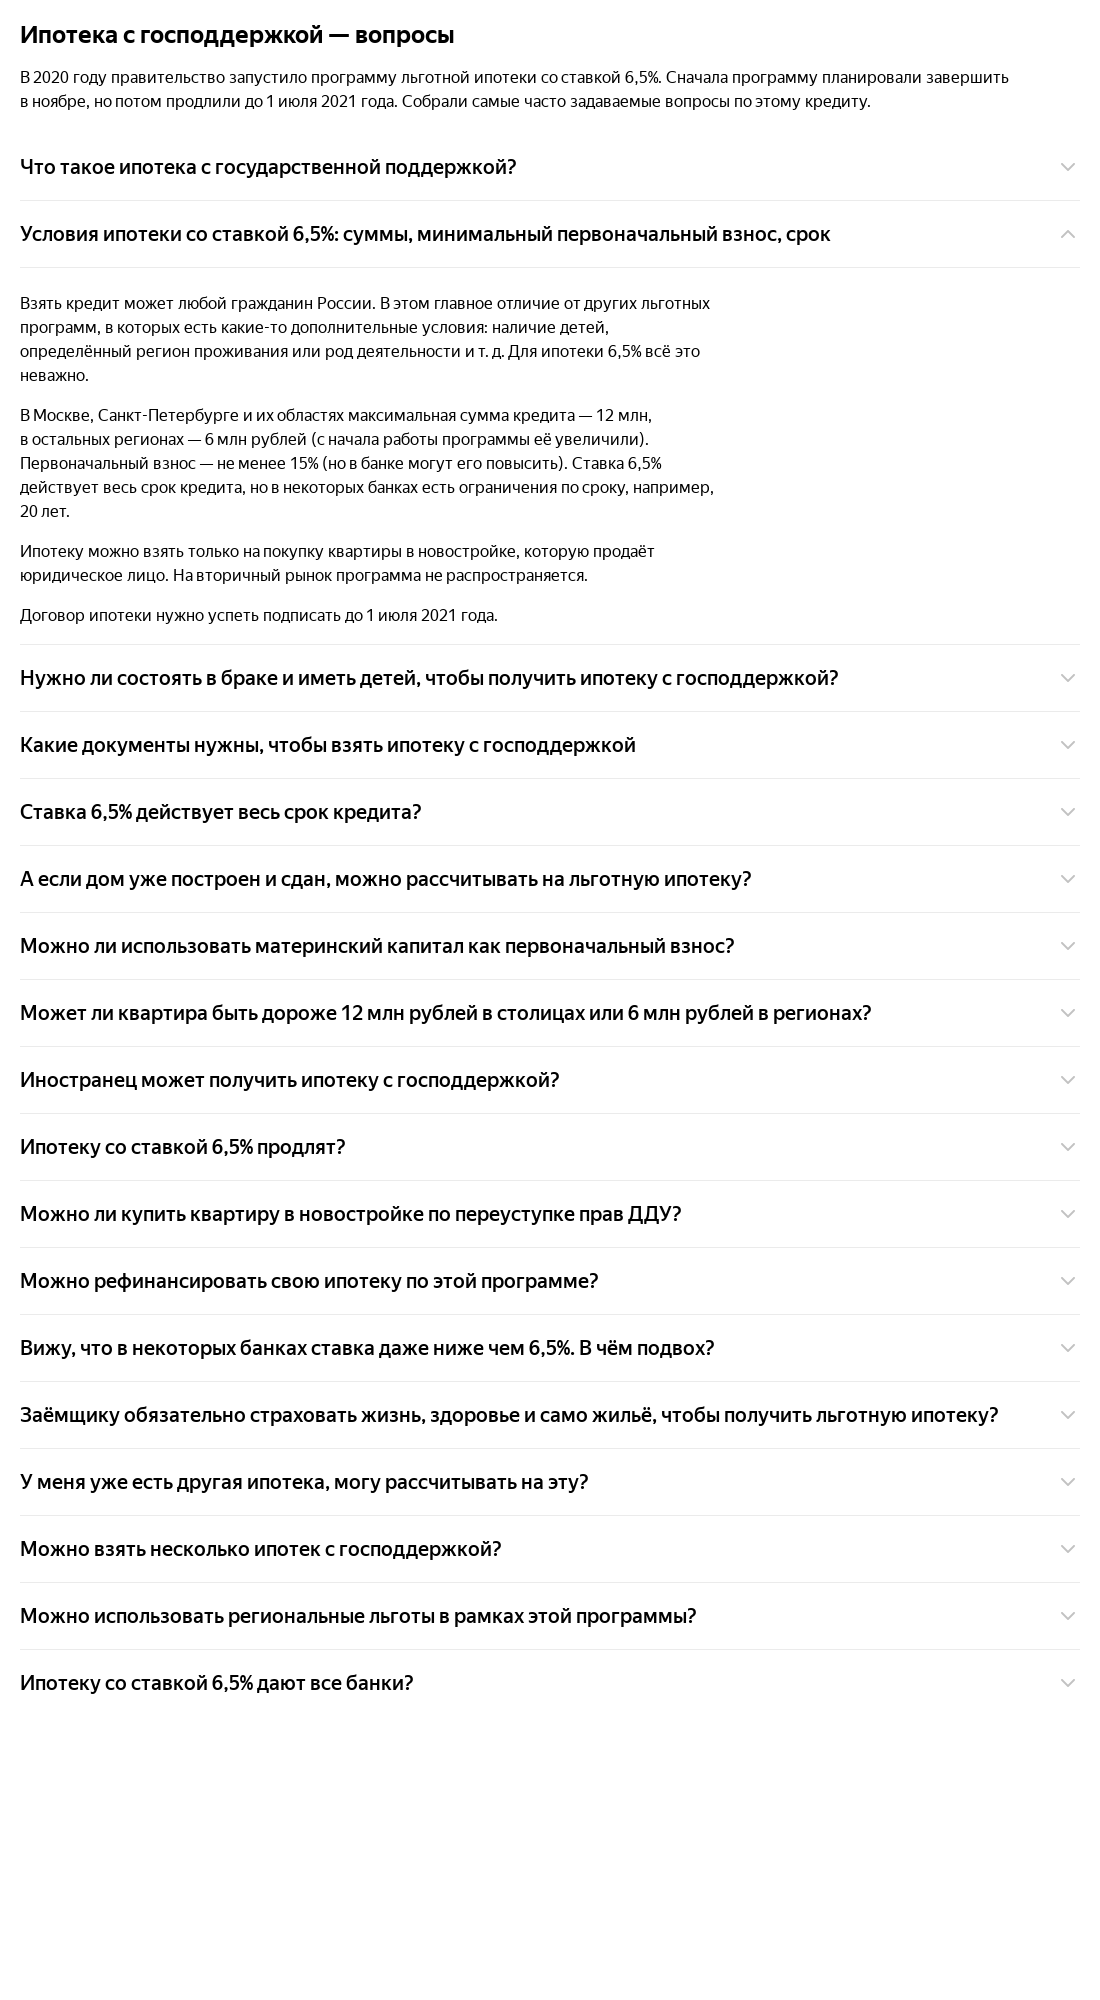 Ипотека с господдержкой — вопросы
В 2020 году правительство запустило программу льготной ипотеки со ставкой 6,5%. Сначала программу планировали завершить
в ноябре, но потом продлили до 1 июля 2021 года. Собрали самые часто задаваемые вопросы по этому кредиту.
Что такое ипотека с государственной поддержкой?
Условия ипотеки со ставкой 6,5%: суммы, минимальный первоначальный взнос, срок
Взять кредит может любой гражданин России. В этом главное отличие от других льготных
программ, в которых есть какие-то дополнительные условия: наличие детей,
определённый регион проживания или род деятельности и т. д. Для ипотеки 6,5% всё это
неважно.
В Москве, Санкт-Петербурге и их областях максимальная сумма кредита — 12 млн,
в остальных регионах — 6 млн рублей (с начала работы программы её увеличили).
Первоначальный взнос — не менее 15% (но в банке могут его повысить). Ставка 6,5%
действует весь срок кредита, но в некоторых банках есть ограничения по сроку, например,
20 лет.
Ипотеку можно взять только на покупку квартиры в новостройке, которую продаёт
юридическое лицо. На вторичный рынок программа не распространяется.
Договор ипотеки нужно успеть подписать до 1 июля 2021 года.
Нужно ли состоять в браке и иметь детей, чтобы получить ипотеку с господдержкой?
Какие документы нужны, чтобы взять ипотеку с господдержкой
Ставка 6,5% действует весь срок кредита?
А если дом уже построен и сдан, можно рассчитывать на льготную ипотеку?
Можно ли использовать материнский капитал как первоначальный взнос?
Может ли квартира быть дороже 12 млн рублей в столицах или 6 млн рублей в регионах?
Иностранец может получить ипотеку с господдержкой?
Ипотеку со ставкой 6,5% продлят?
Можно ли купить квартиру в новостройке по переуступке прав ДДУ?
Можно рефинансировать свою ипотеку по этой программе?
Вижу, что в некоторых банках ставка даже ниже чем 6,5%. В чём подвох?
Заёмщику обязательно страховать жизнь, здоровье и само жильё, чтобы получить льготную ипотеку?
У меня уже есть другая ипотека, могу рассчитывать на эту?
Можно взять несколько ипотек с господдержкой?
Можно использовать региональные льготы в рамках этой программы?
Ипотеку со ставкой 6,5% дают все банки?